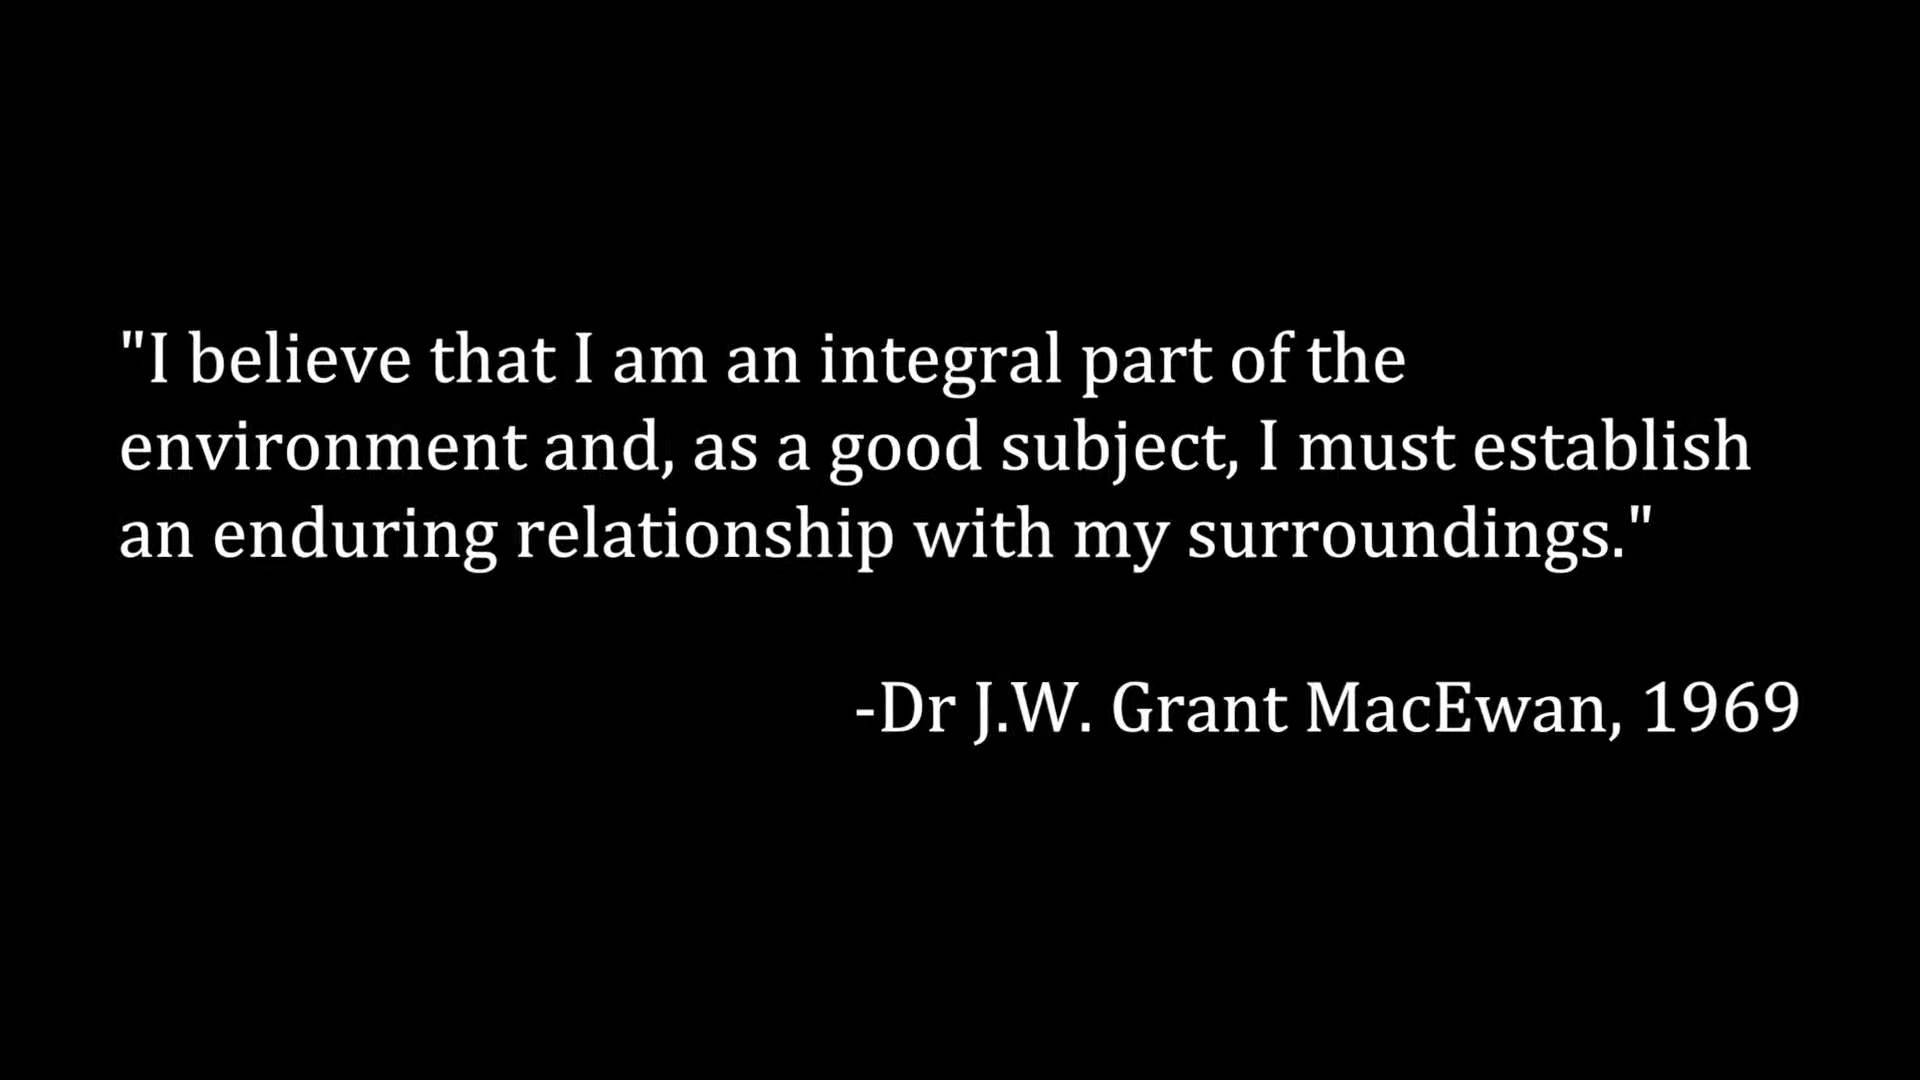 "I believe that I am an integral part of the
environment and, as a good subject, I must establish
an enduring relationship with my surroundings."
-Dr J.W. Grant MacEwan, 1969